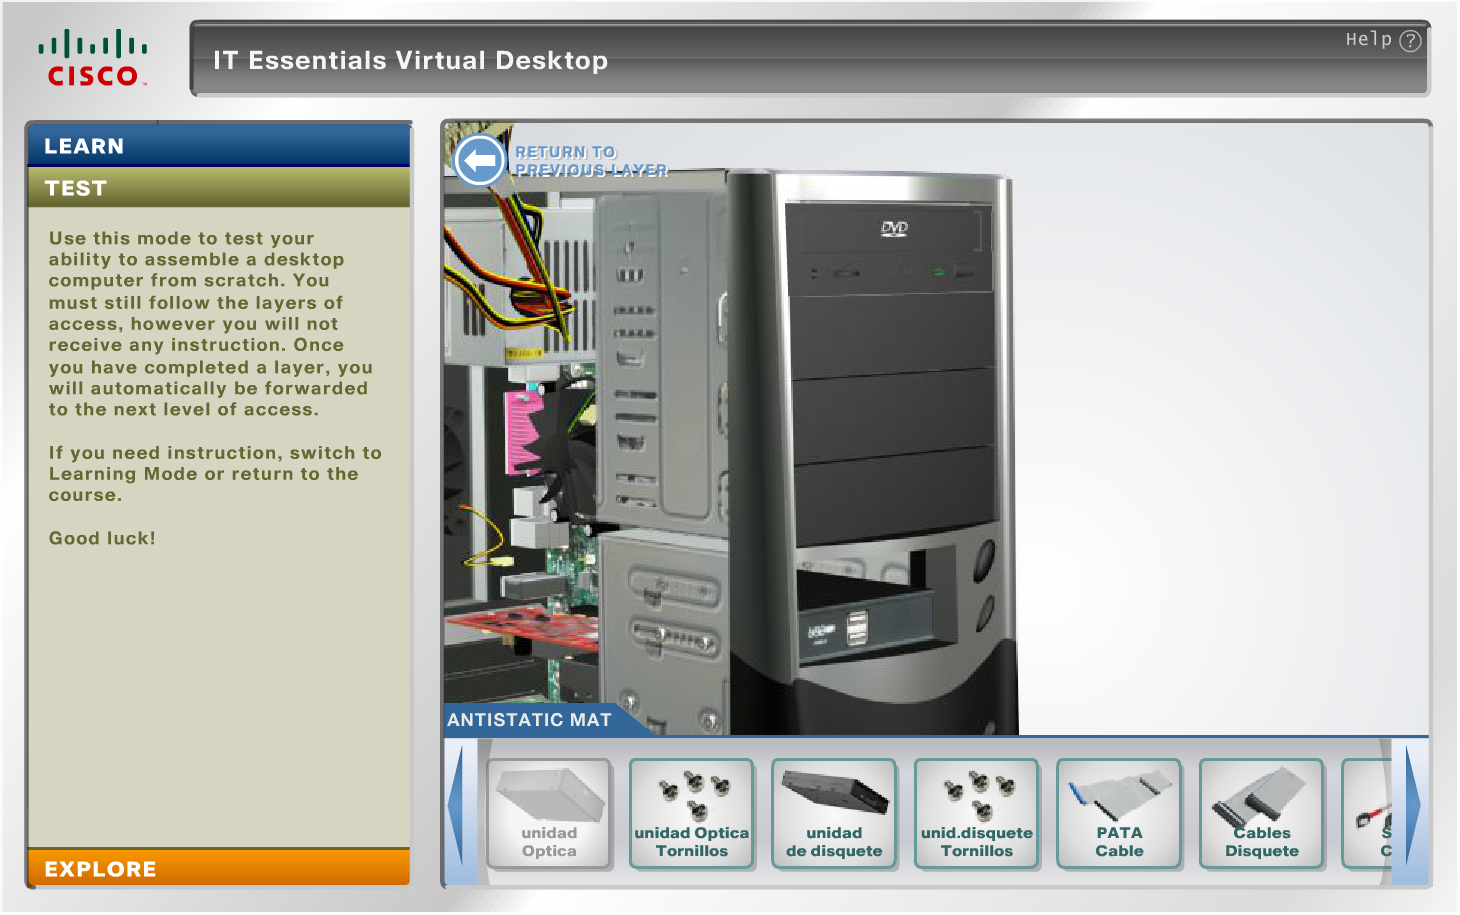 CISCO
IT Essentials Virtual Desktop
Help ?
LEARN
TEST
Use this mode to test your
ability to assemble a desktop
computer from scratch. You
must still follow the layers of
access, however you will not
receive any instruction. Once
you have completed a layer, you
will automatically be forwarded
to the next level of access.
If you need instruction, switch to
Learning Mode or return to the
course.
Good luck!
EXPLORE
RETURN TO
PREVIOUS LAYER
DVD
ANTISTATIC MAT
unidad
Optica
unidad Optica
Tornillos
unidad
de disquete
unid.disquete
Tornillos
PATA
Cable
Cables
Disquete
S
C